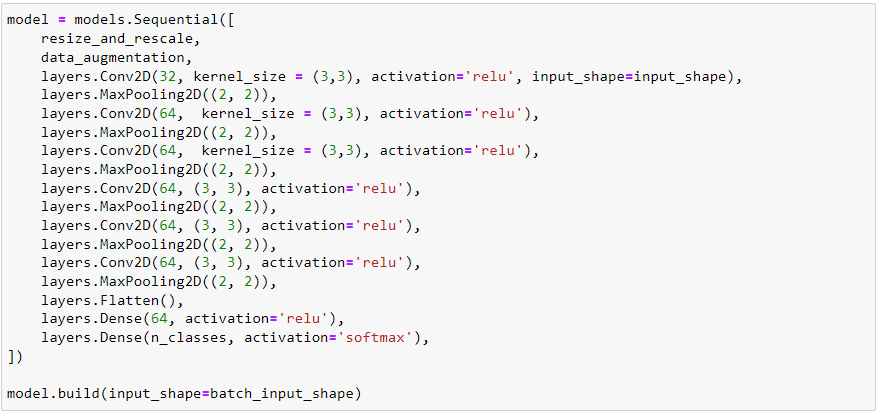 model = models.Sequential([
    resize_and_rescale,
    data_augmentation,
    layers.Conv2D(32, kernel_size = (3,3), activation='relu', input_shape=input_shape),
    layers.MaxPooling2D((2, 2)),
    layers.Conv2D(64,  kernel_size = (3,3), activation='relu'),
    layers.MaxPooling2D((2, 2)),
    layers.Conv2D(64,  kernel_size = (3,3), activation='relu'),
    layers.MaxPooling2D((2, 2)),
    layers.Conv2D(64, (3, 3), activation='relu'),
    layers.MaxPooling2D((2, 2)),
    layers.Conv2D(64, (3, 3), activation='relu'),
    layers.MaxPooling2D((2, 2)),
    layers.Conv2D(64, (3, 3), activation='relu'),
    layers.MaxPooling2D((2, 2)),
    layers.Flatten(),
    layers.Dense(64, activation='relu'),
    layers.Dense(n_classes, activation='softmax'),
])

model.build(input_shape=batch_input_shape)